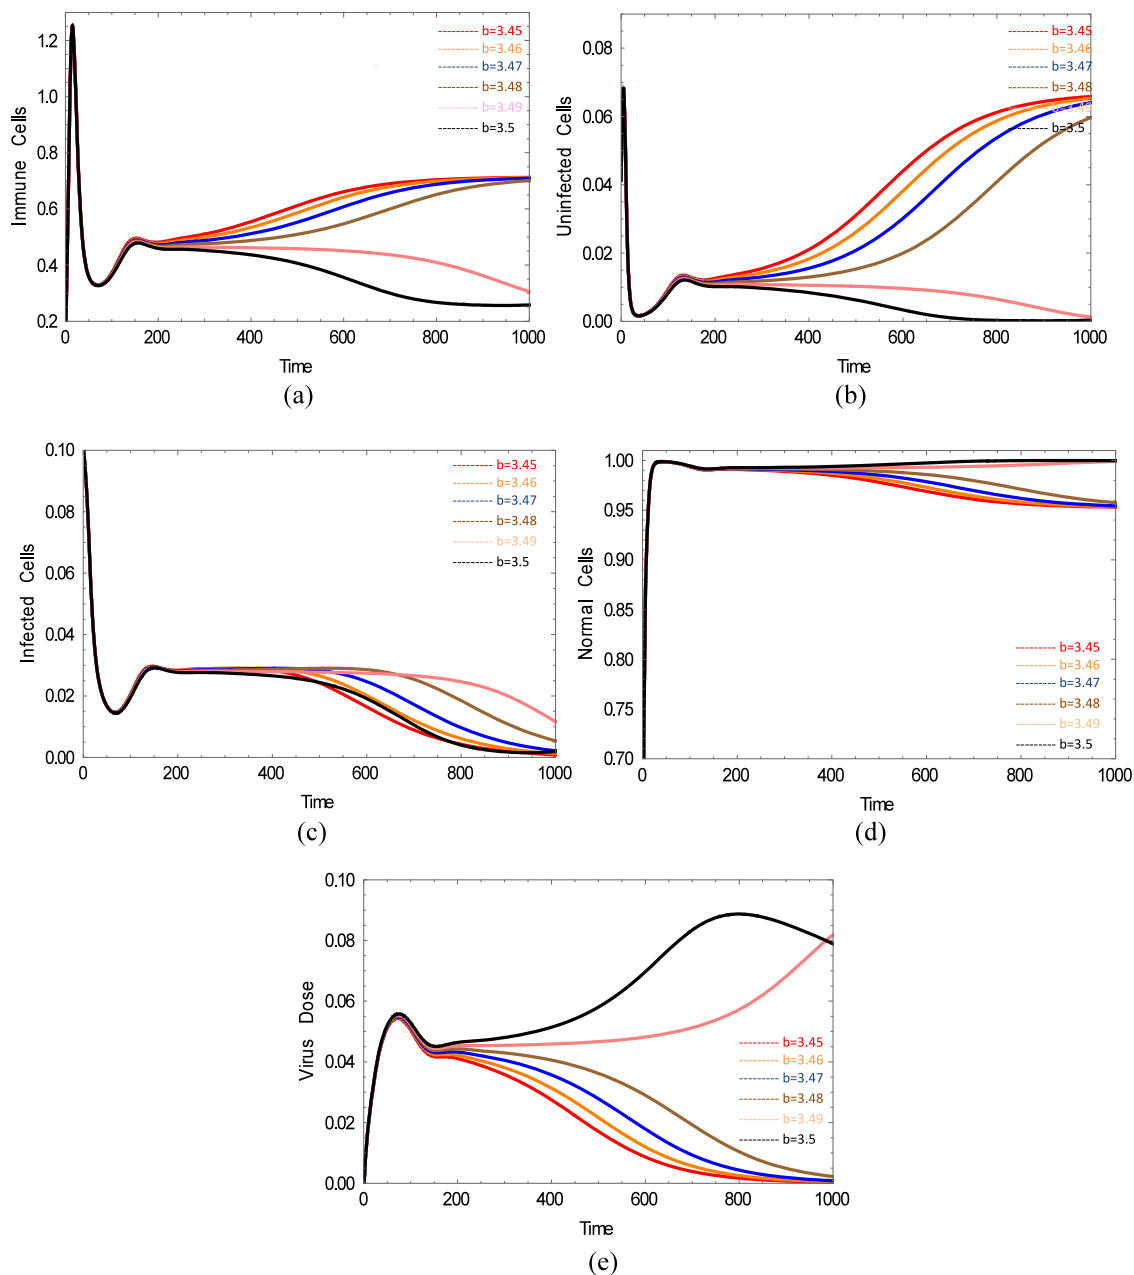 1.2
1.0
0.8
0.6
0.4
0.2
Immune Cells
b=3.45
b=3.46
b=3.47
b=3.48
b=3.49
b=3.5
0 200 400 600 800 1000
Time
(a)
0.08
0.06
0.04
0.02
0.00
Uninfected Cells
b=3.45
b=3.46
b=3.47
b=3.48
b=3.49
b=3.5
0 200 400 600 800 1000
Time
(b)
0.10
0.08
0.06
0.04
0.02
0.00
Infected Cells
b=3.45
b=3.46
b=3.47
b=3.48
b=3.49
b=3.5
0 200 400 600 800 1000
Time
(c)
1.00
0.95
0.90
0.85
0.80
0.75
0.70
Normal Cells
b=3.45
b=3.46
b=3.47
b=3.48
b=3.49
b=3.5
0 200 400 600 800 1000
Time
(d)
0.10
0.08
0.06
0.04
0.02
0.00
Virus Dose
b=3.45
b=3.46
b=3.47
b=3.48
b=3.49
b=3.5
0 200 400 600 800 1000
Time
(e)